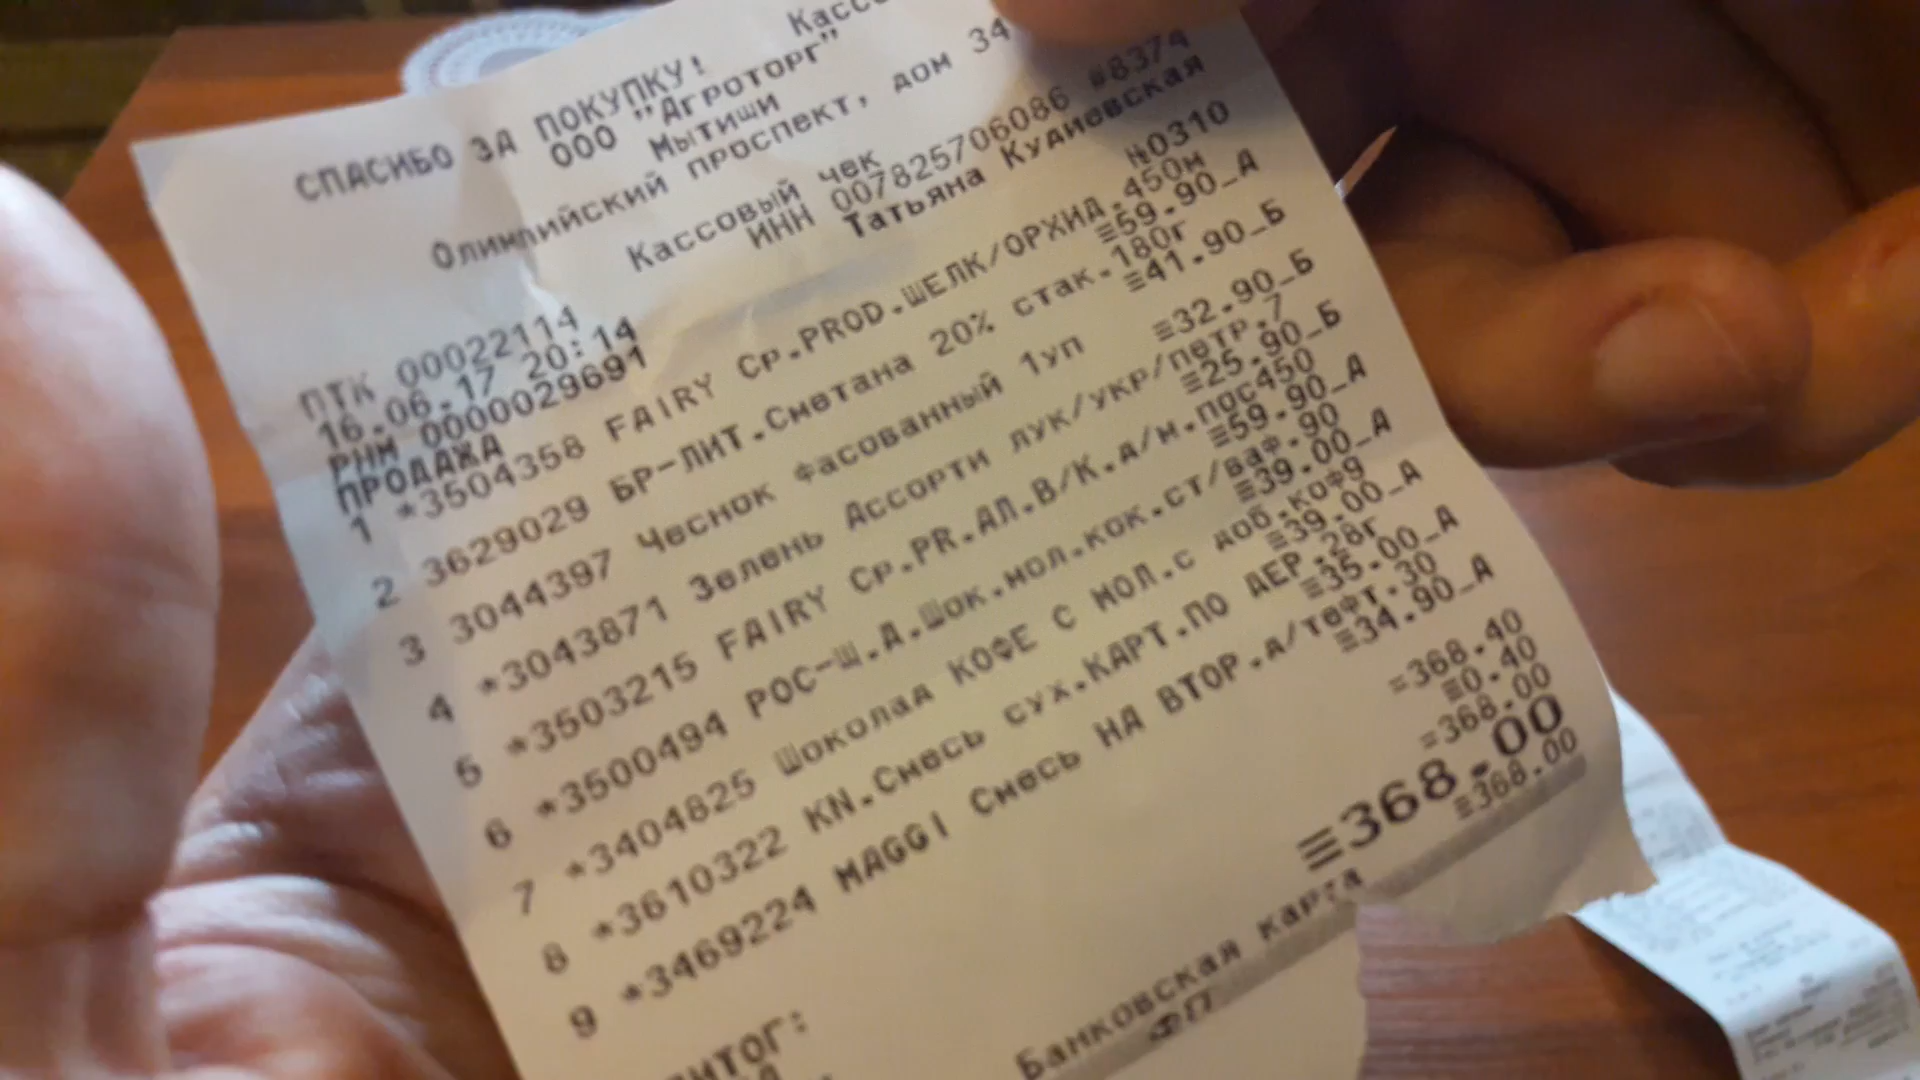 СПАСИБО ЗА ПОКУПКУ!
ООО "Агроторг"
Мытищи
Олимпийский проспект, дом 34
Кассовый чек
ИНН 007825706086 #8374
Татьяна Кудиевская
ПТК 00022114
№0310
16.06.17 20:14
РНМ 0000029691
ПРОДАЖА
1 *3504358 FAIRY Ср.PROD.ШЕЛК/ОРХИД.450м
≡59.90_А
2 3629029 БР-ЛИТ.Сметана 20% стак.180г
≡41.90_Б
3 3044397 Чеснок фасованный 1уп
≡32.90_Б
4 *3043871 Зелень Ассорти лук/укр/петр.7
≡25.90_Б
5 *3503215 FAIRY Ср.PR.АЛ.В/К.д/м.пос450
≡59.90_А
6 *3500494 РОС-Щ.Д.Шок.мол.кок.ст/ваф.90
≡39.00_А
7 *3404825 Шоколад КОФЕ С МОЛ.с доб.коф9
≡39.00_А
8 *3610322 KN.Смесь сух.КАРТ.ПО ДЕР.28г
≡35.00_А
9 *3469224 MAGGI Смесь НА ВТОР.д/тефт.30
≡34.90_А
=368.40
≡0.40
=368.00
ИТОГ:
≡368.00
Банковская карта
≡368.00
ФП